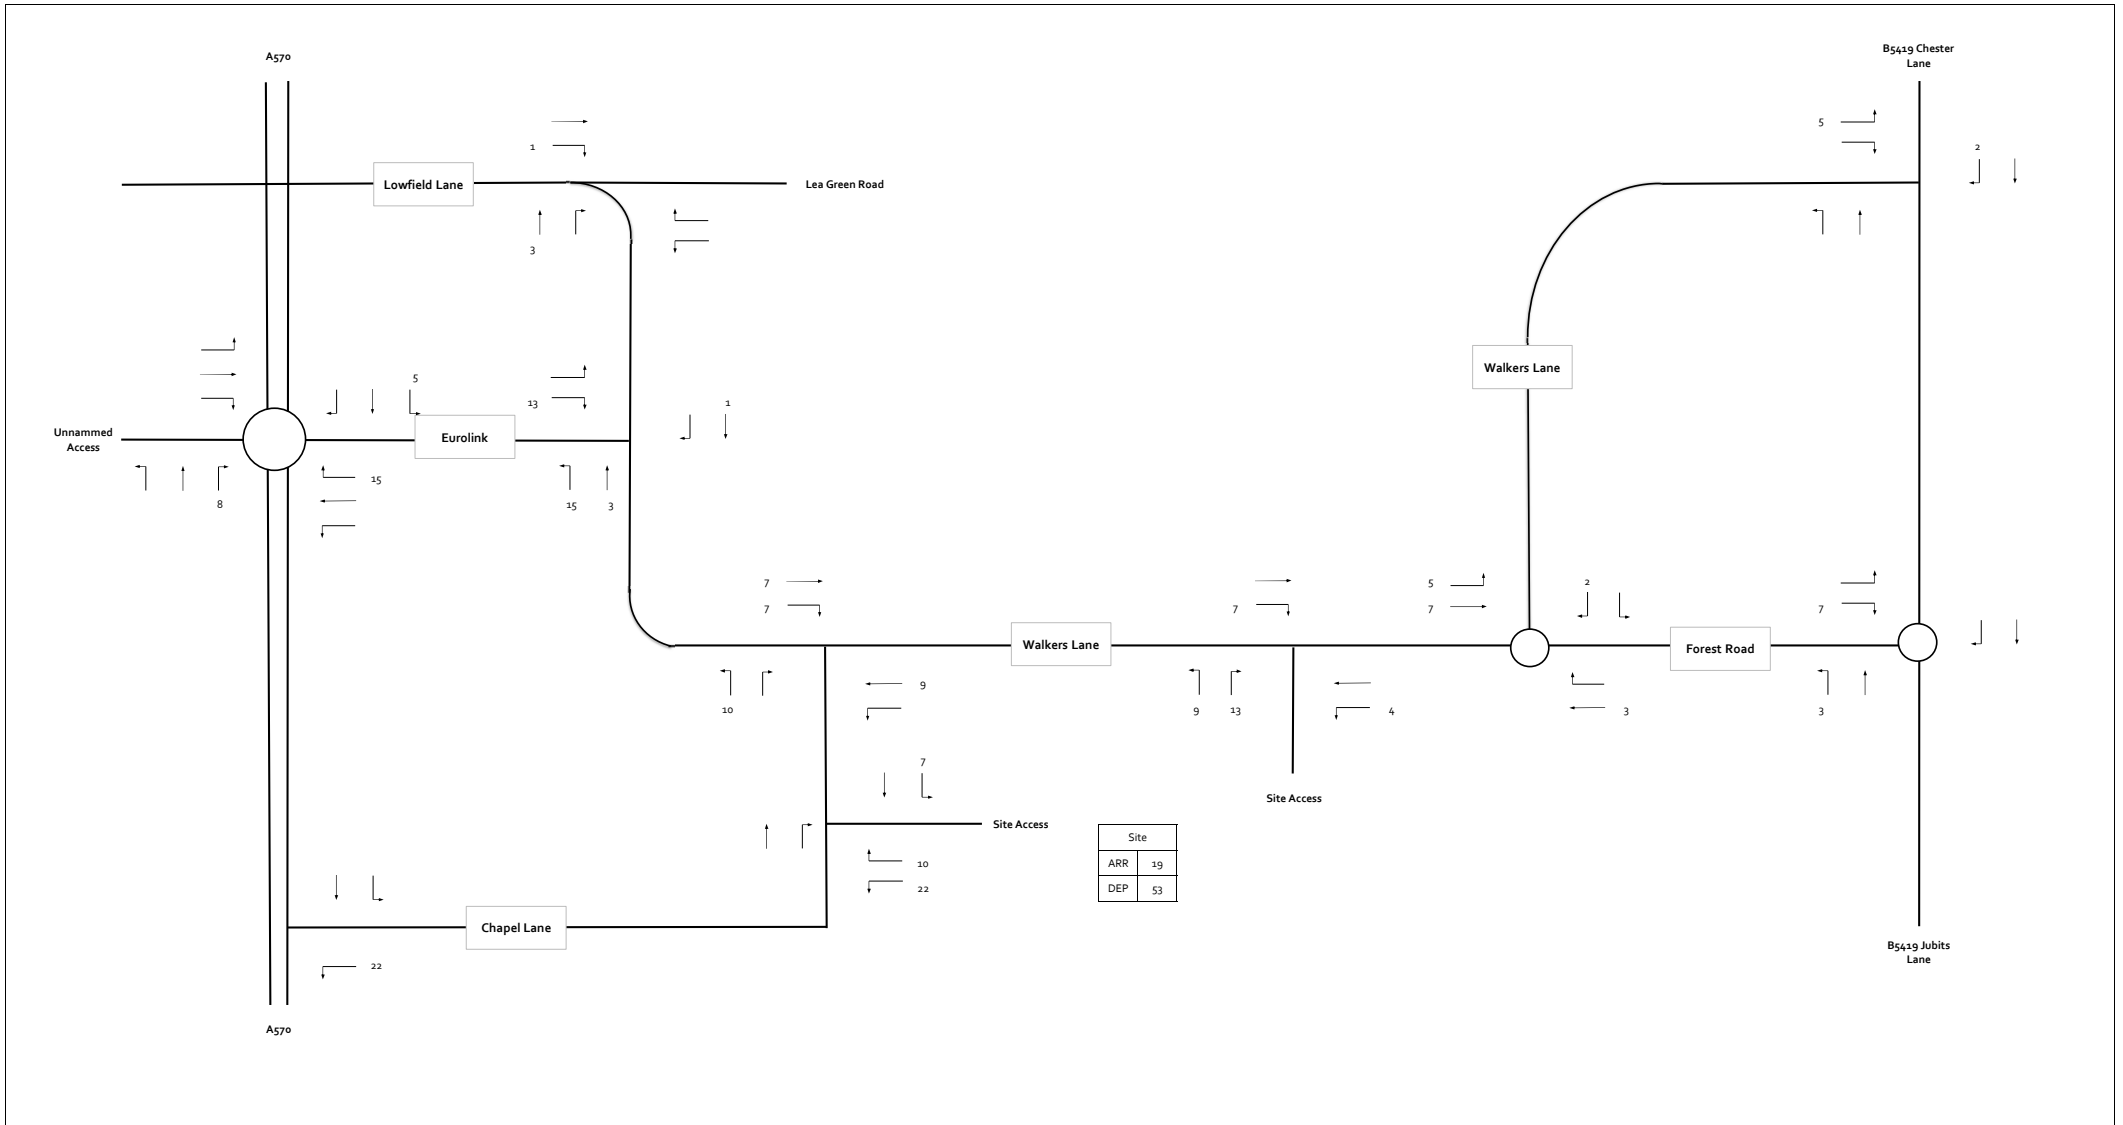 A570
B5419 Chester
Lane
5
1
2
Lowfield Lane
Lea Green Road
3
Walkers Lane
5
13
1
Unnammed
Access
Eurolink
15
8
15
3
7
7
5
2
7
7
7
Walkers Lane
Forest Road
9
10
9
13
4
3
3
7
Site Access
Site Access
Site
10
ARR
19
22
DEP
53
Chapel Lane
B5419 Jubits
Lane
22
A570